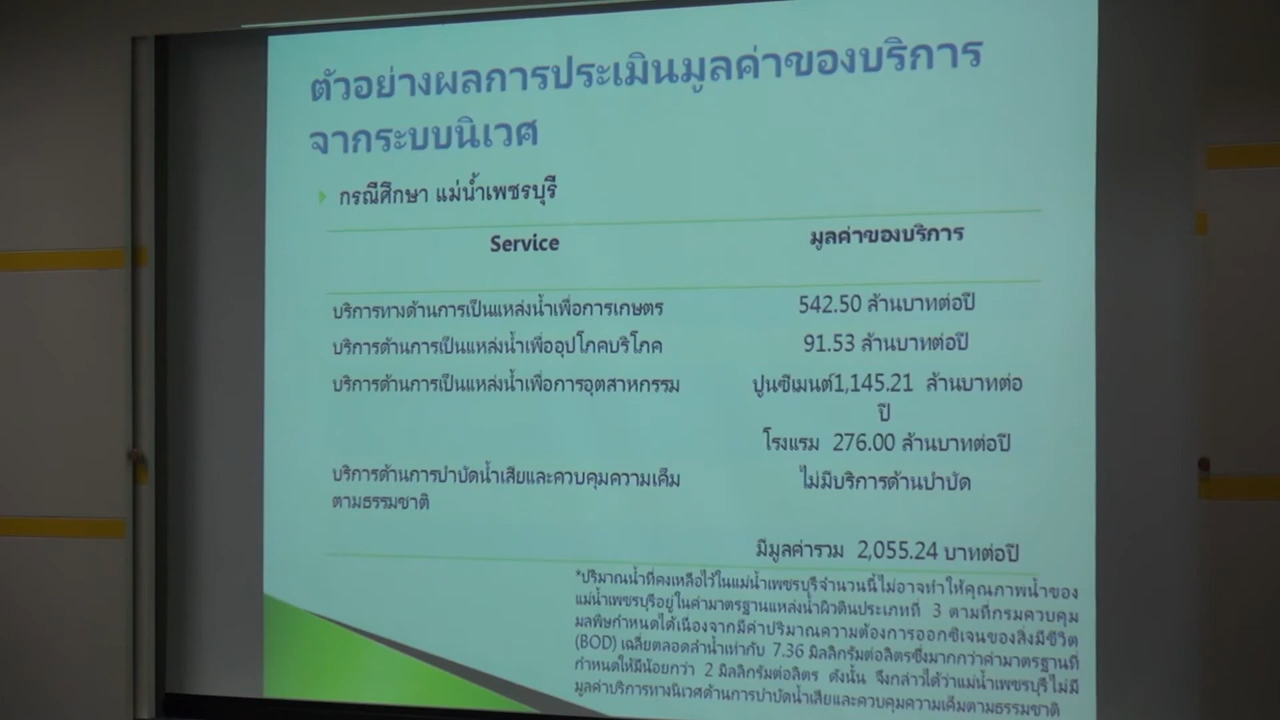 ตัวอย่างผลการประเมินมูลค่าของบริการ
จากระบบนิเวศ
กรณีศึกษา แม่น้ำเพชรบุรี
Service มูลค่าของบริการ
บริการทางด้านการเป็นแหล่งน้ำเพื่อการเกษตร 542.50 ล้านบาทต่อปี
บริการด้านการเป็นแหล่งน้ำเพื่ออุปโภคบริโภค 91.53 ล้านบาทต่อปี
บริการด้านการเป็นแหล่งน้ำเพื่อการอุตสาหกรรม ปูนซีเมนต์1,145.21 ล้านบาทต่อ
ปี
โรงแรม 276.00 ล้านบาทต่อปี
บริการด้านการบำบัดน้ำเสียและควบคุมความเค็ม ไม่มีบริการด้านบำบัด
ตามธรรมชาติ
มีมูลค่ารวม 2,055.24 บาทต่อปี
*ปริมาณน้ำที่คงเหลือไว้ในแม่น้ำเพชรบุรีจำนวนนี้ไม่อาจทำให้คุณภาพน้ำของ
แม่น้ำเพชรบุรีอยู่ในค่ามาตรฐานแหล่งน้ำผิวดินประเภทที่ 3 ตามที่กรมควบคุม
มลพิษกำหนดได้เนื่องจากมีค่าปริมาณความต้องการออกซิเจนของสิ่งมีชีวิต
(BOD) เฉลี่ยตลอดลำน้ำเท่ากับ 7.36 มิลลิกรัมต่อลิตรซึ่งมากกว่าค่ามาตรฐานที่
กำหนดให้มีน้อยกว่า 2 มิลลิกรัมต่อลิตร ดังนั้น จึงกล่าวได้ว่าแม่น้ำเพชรบุรีไม่มี
มูลค่าบริการทางนิเวศด้านการบำบัดน้ำเสียและควบคุมความเค็มตามธรรมชาติ